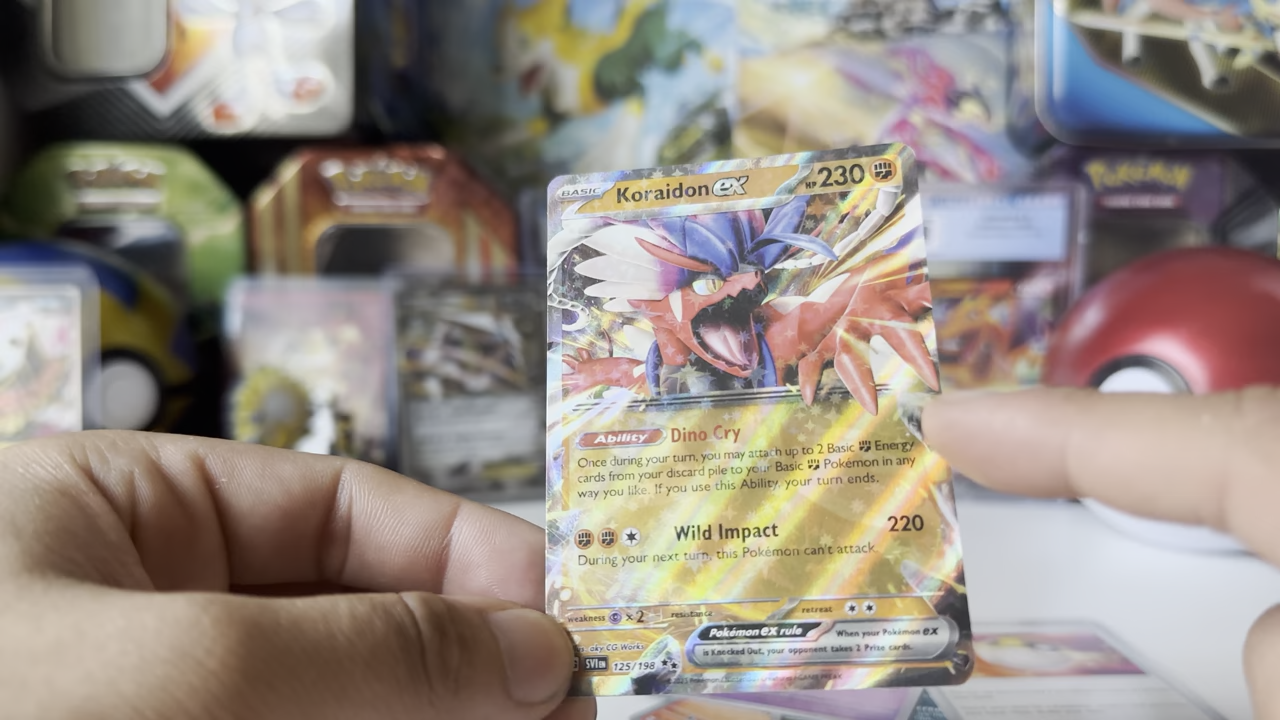 POKéMON
BASIC Koraidon ex HP 230
Ability Dino Cry
Once during your turn, you may attach up to 2 Basic Energy
cards from your discard pile to your Basic Pokémon in any
way you like. If you use this Ability, your turn ends.
Wild Impact 220
During your next turn, this Pokémon can't attack.
weakness ×2 resistance retreat
Pokémon ex rule When your Pokémon ex
is Knocked Out, your opponent takes 2 Prize cards.
aky CG Works
SVI EN 125/198